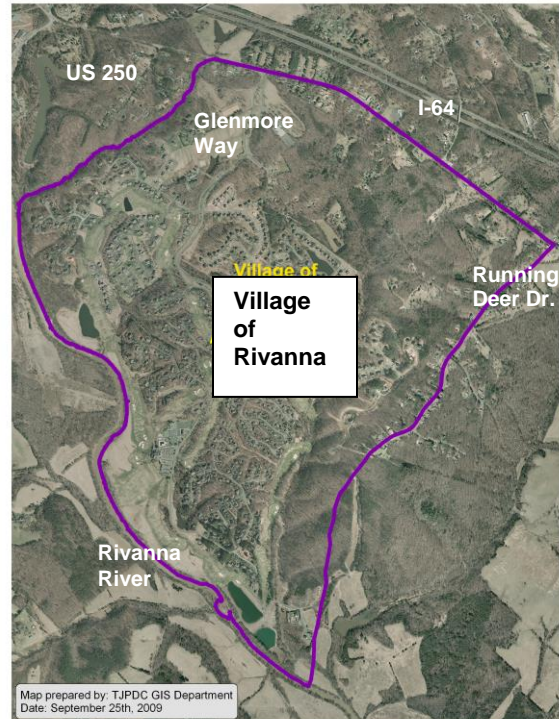 US 250
I-64
Glenmore
Way
Village of
Running
Deer Dr.
Village
of
Rivanna
Rivanna
River
Map prepared by: TJPDC GIS Department
Date: September 25th, 2009